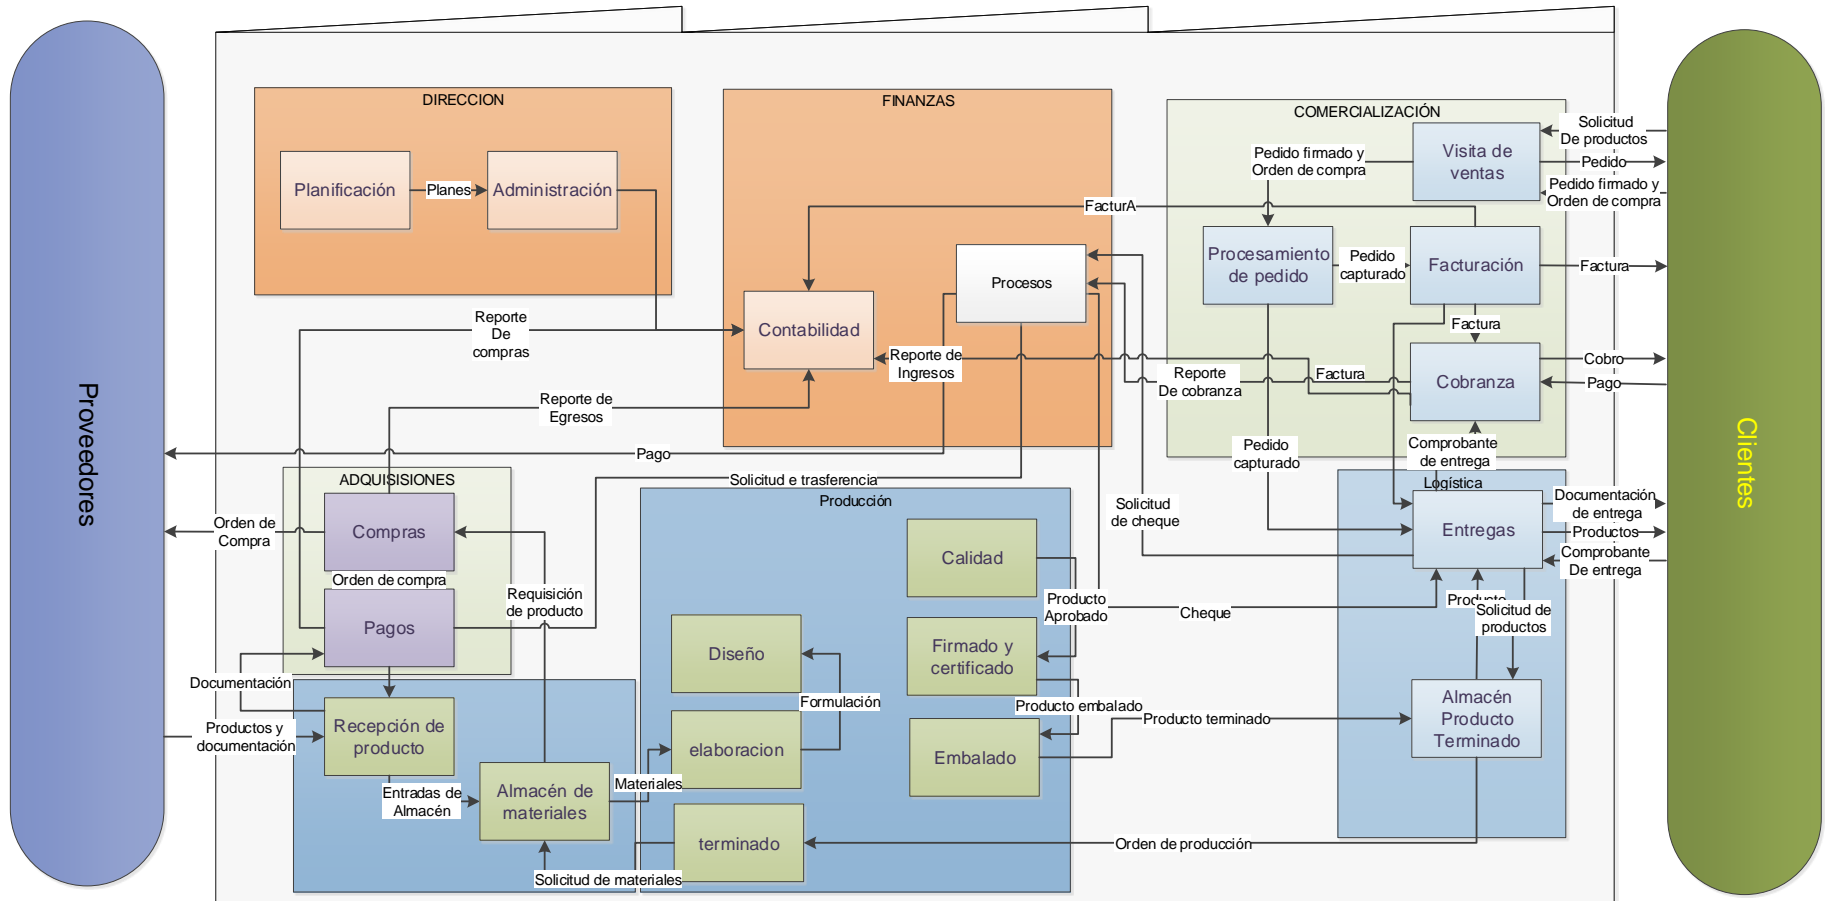 Proveedores
DIRECCION
Planificación
Planes
Administración
FINANZAS
Contabilidad
Procesos
COMERCIALIZACIÓN
Visita de
ventas
Solicitud
De productos
Pedido
Pedido firmado y
Orden de compra
Pedido firmado y
Orden de compra
FacturA
Procesamiento
de pedido
Pedido
capturado
Facturación
Factura
Factura
Cobranza
Cobro
Pago
Reporte
De
compras
Reporte de
Ingresos
Reporte
De cobranza
Factura
Reporte de
Egresos
Pago
Solicitud e trasferencia
Pedido
capturado
Comprobante
de entrega
ADQUISISIONES
Compras
Orden de
Compra
Orden de compra
Pagos
Requisición
de producto
Documentación
Productos y
documentación
Recepción de
producto
Entradas de
Almacén
Almacén de
materiales
Materiales
Solicitud de materiales
Producción
Calidad
Diseño
Firmado y
certificado
Producto
Aprobado
Formulación
elaboracion
Producto embalado
Embalado
terminado
Producto terminado
Orden de producción
Solicitud
de cheque
Cheque
Logística
Entregas
Documentación
de entrega
Productos
Comprobante
De entrega
Producto
Solicitud de
productos
Almacén
Producto
Terminado
Clientes